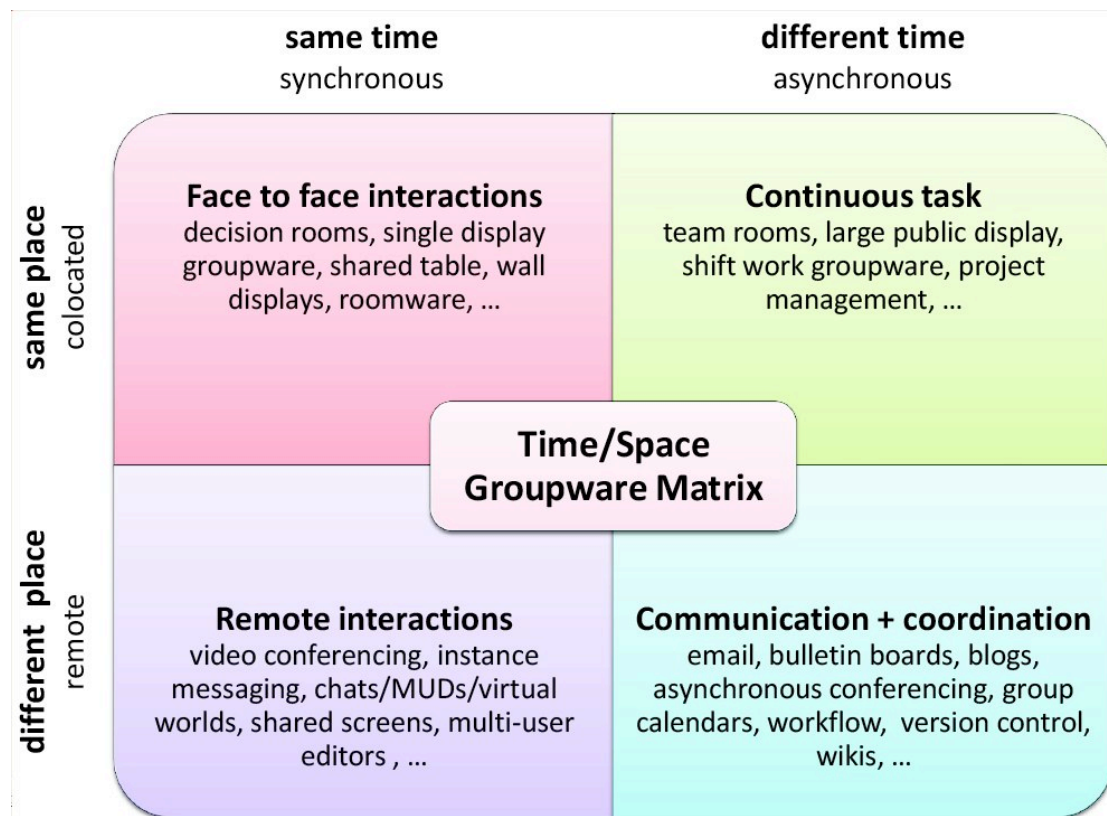 same time
synchronous
different time
asynchronous
same place
colocated
Face to face interactions
decision rooms, single display
groupware, shared table, wall
displays, roomware, ...
Continuous task
team rooms, large public display,
shift work groupware, project
management, ...
Time/Space
Groupware Matrix
different place
remote
Remote interactions
video conferencing, instance
messaging, chats/MUDs/virtual
worlds, shared screens, multi-user
editors , ...
Communication + coordination
email, bulletin boards, blogs,
asynchronous conferencing, group
calendars, workflow, version control,
wikis, ...